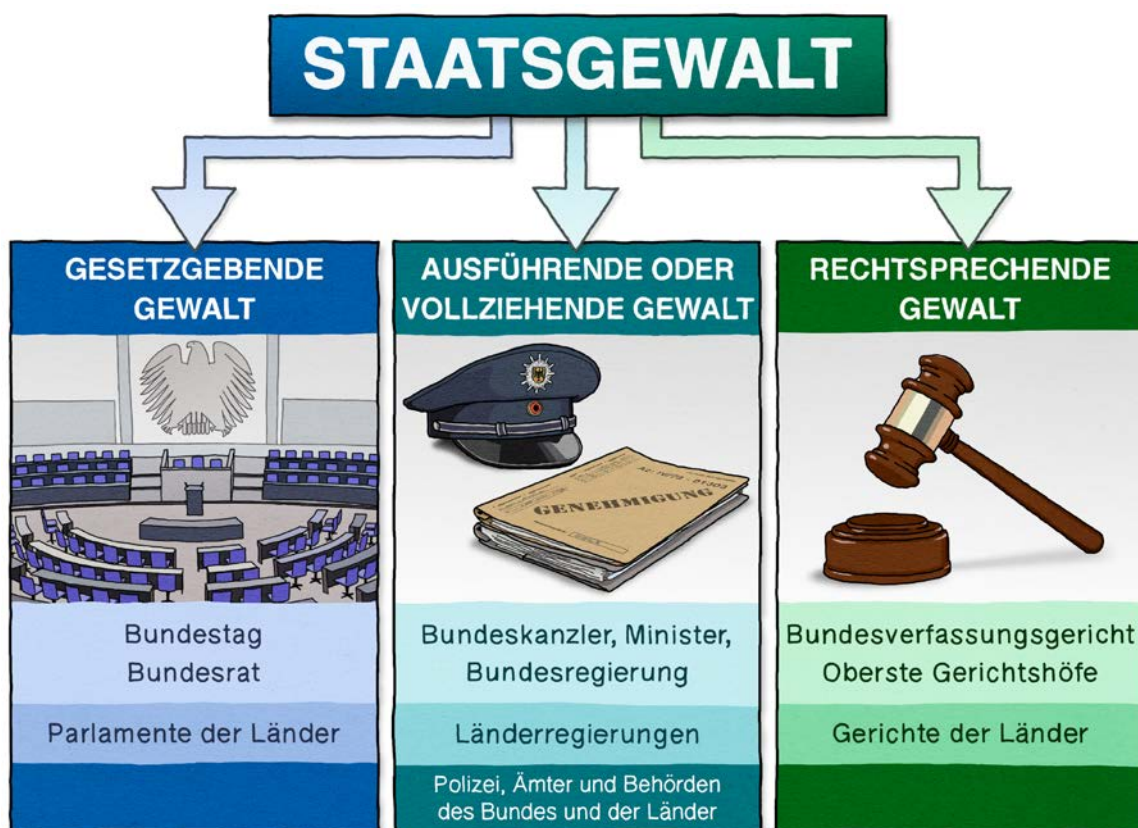 STAATSGEWALT
GESETZGEBENDE
GEWALT
Bundestag
Bundesrat
Parlamente der Länder
AUSFÜHRENDE ODER
VOLLZIEHENDE GEWALT
GENEHMIGUNG
Bundeskanzler, Minister,
Bundesregierung
Länderregierungen
Polizei, Ämter und Behörden
des Bundes und der Länder
RECHTSPRECHENDE
GEWALT
Bundesverfassungsgericht
Oberste Gerichtshöfe
Gerichte der Länder